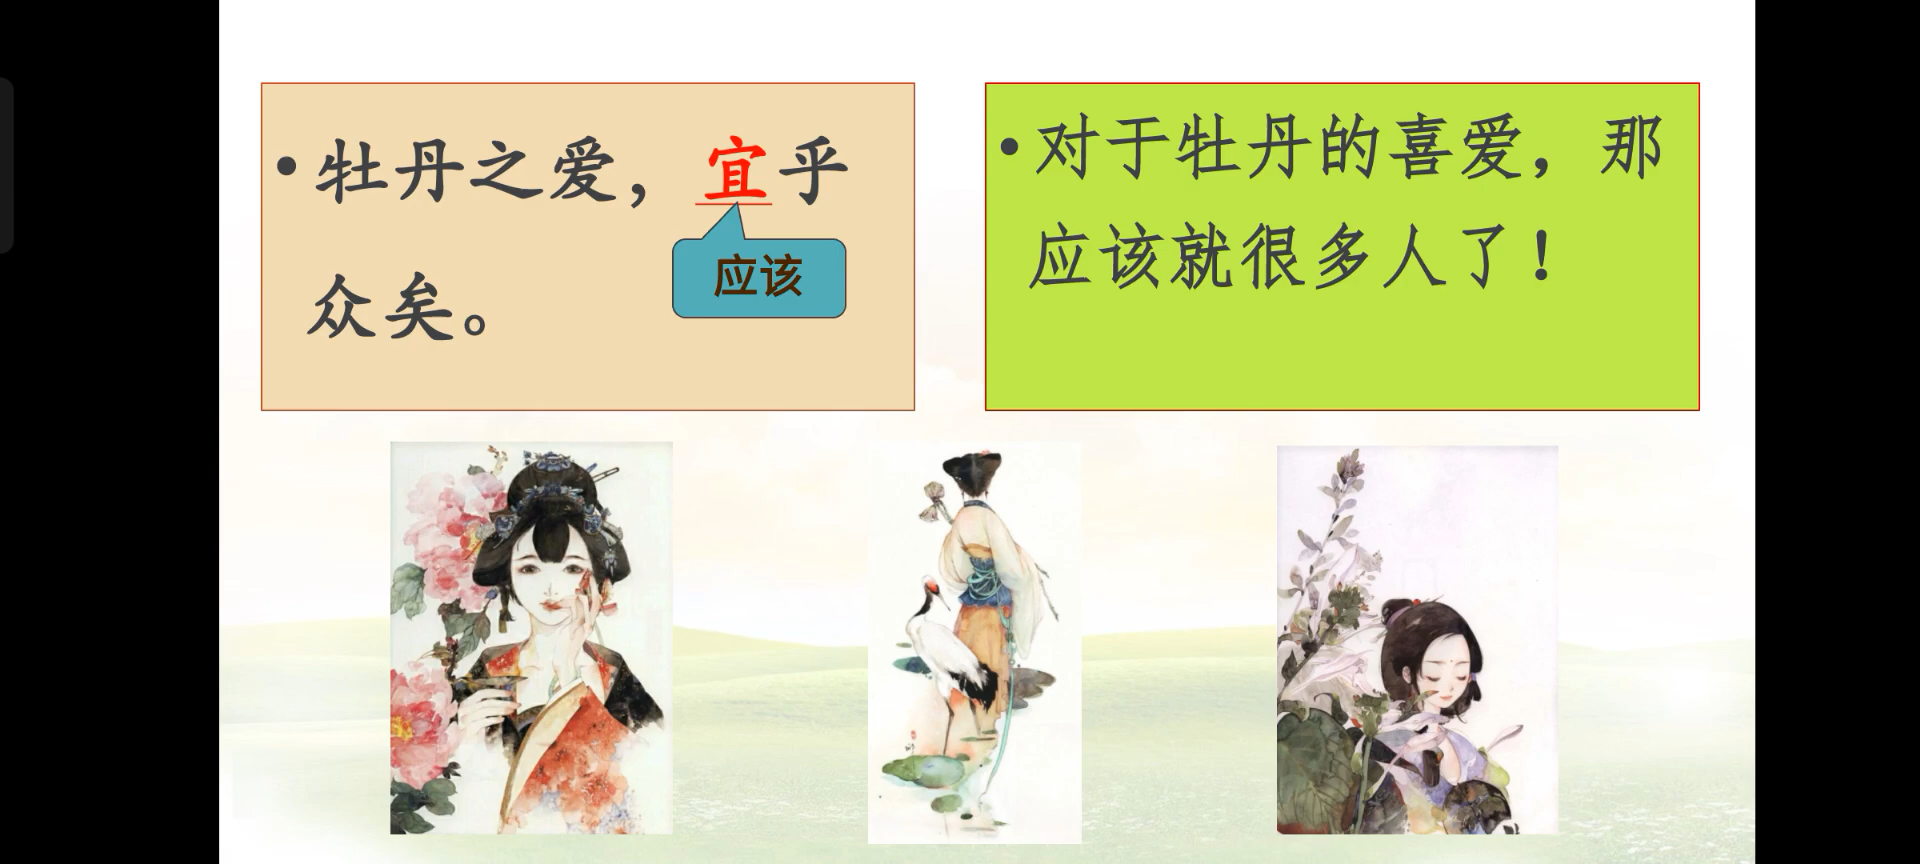 •牡丹之爱，宜乎
众矣。
应该
•对于牡丹的喜爱，那
应该就很多人了！